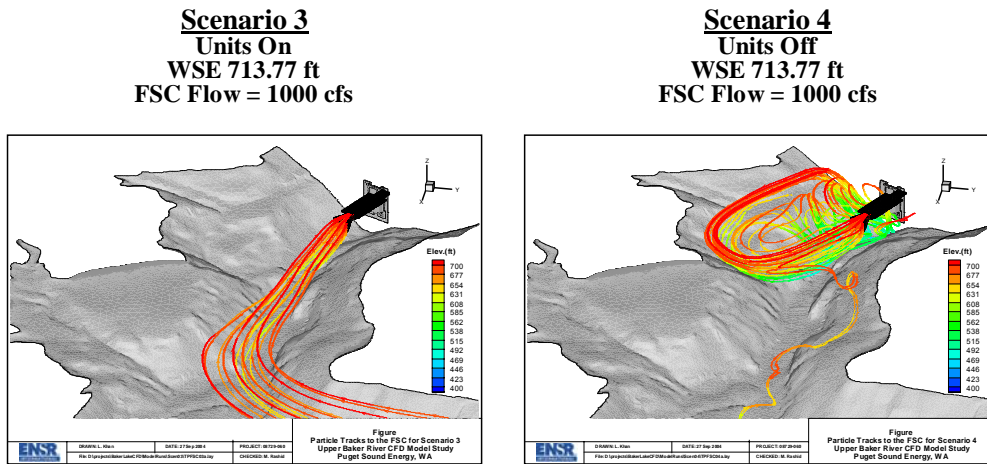 Scenario 3
Units On
WSE 713.77 ft
FSC Flow = 1000 cfs
Z
Y
X
Elev.(ft)
700
677
654
631
608
585
562
538
515
492
469
446
423
400
Figure
Particle Tracks to the FSC for Scenario 3
Upper Baker River CFD Model Study
Puget Sound Energy, WA
ENSR
DRAWN: L. Khan
DATE: 27 Sep 2004
PROJECT: 08729-060
CHECKED: M. Rashid
Scenario 4
Units Off
WSE 713.77 ft
FSC Flow = 1000 cfs
Z
Y
X
Elev.(ft)
700
677
654
631
608
585
562
538
515
492
469
446
423
400
Figure
Particle Tracks to the FSC for Scenario 4
Upper Baker River CFD Model Study
Puget Sound Energy, WA
ENSR
DRAWN: L. Khan
DATE: 27 Sep 2004
PROJECT: 08729-060
CHECKED: M. Rashid